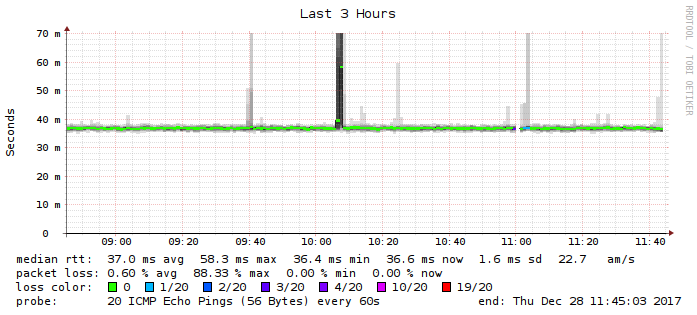 Last 3 Hours
RRDTOOL / TOBI OETIKER
Seconds
70 m
60 m
50 m
40 m
30 m
20 m
10 m
0
09:00 09:20 09:40 10:00 10:20 10:40 11:00 11:20 11:40
median rtt: 37.0 ms avg 58.3 ms max 36.4 ms min 36.6 ms now 1.6 ms sd 22.7 am/s
packet loss: 0.60 % avg 88.33 % max 0.00 % min 0.00 % now
loss color: 0 1/20 2/20 3/20 4/20 10/20 19/20
probe: 20 ICMP Echo Pings (56 Bytes) every 60s end: Thu Dec 28 11:45:03 2017